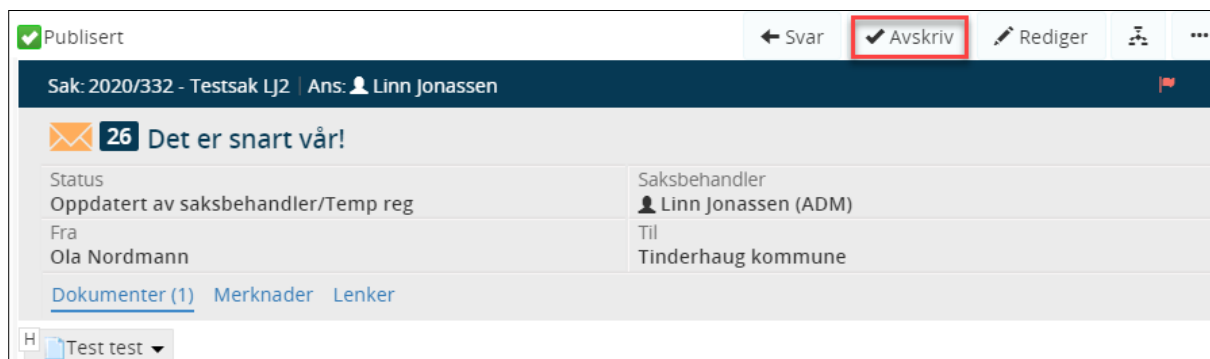 Publisert
Svar
Avskriv
Rediger
Sak: 2020/332 - Testsak LJ2 | Ans: Linn Jonassen
26 Det er snart vår!
Status
Oppdatert av saksbehandler/Temp reg
Saksbehandler
Linn Jonassen (ADM)
Fra
Ola Nordmann
Til
Tinderhaug kommune
Dokumenter (1) Merknader Lenker
H Test test